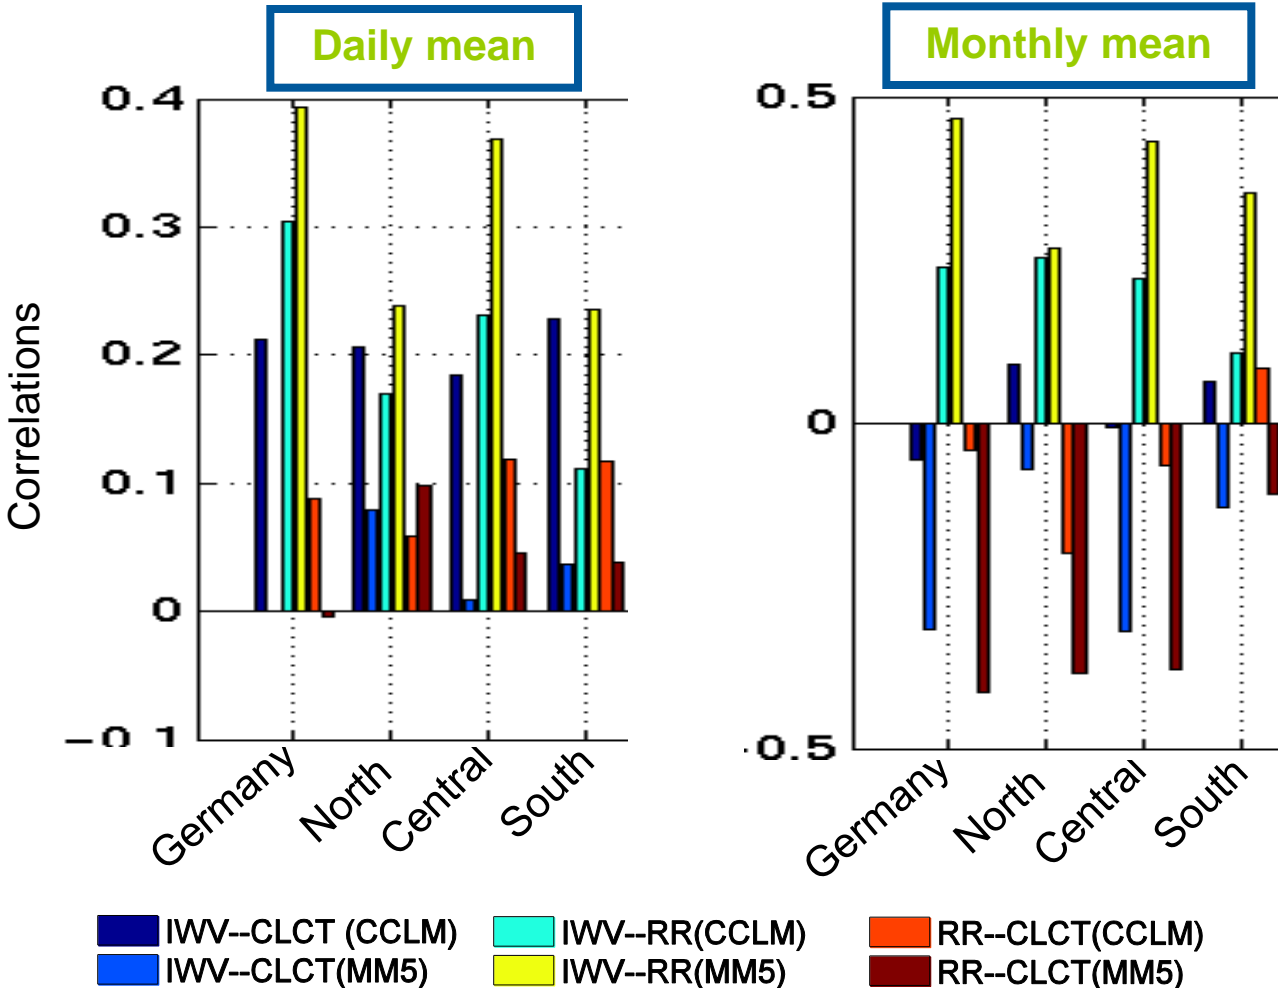 Daily mean
Monthly mean
0.4
0.3
0.2
0.1
0
-0.1
0.5
0
0.5
Correlations
Germany
North
Central
South
Germany
North
Central
South
IWV--CLCT (CCLM)
IWV--RR(CCLM)
RR--CLCT(CCLM)
IWV--CLCT(MM5)
IWV--RR(MM5)
RR--CLCT(MM5)